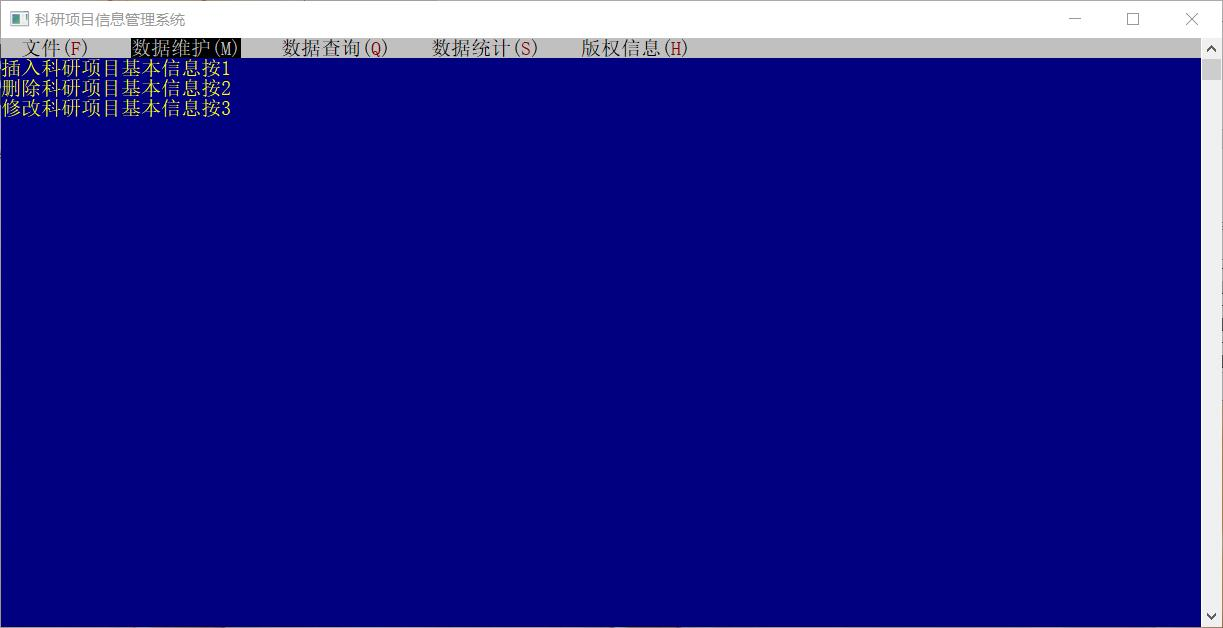 科研项目信息管理系统
文件(F) 数据维护(M) 数据查询(Q) 数据统计(S) 版权信息(H)
插入科研项目基本信息按1
删除科研项目基本信息按2
修改科研项目基本信息按3